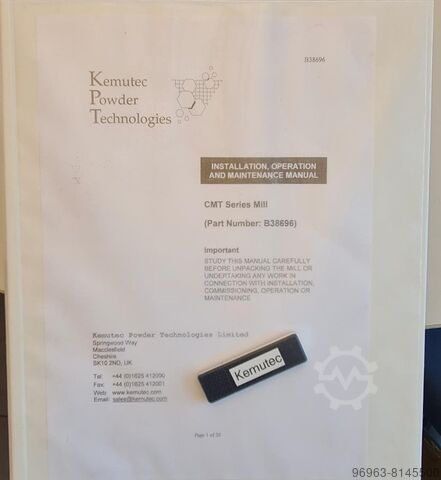 B38696
Kemutec
Powder
Technologies
INSTALLATION, OPERATION
AND MAINTENANCE MANUAL
CMT Series Mill
(Part Number: B38696)
Important
STUDY THIS MANUAL CAREFULLY
BEFORE UNPACKING THE MILL OR
UNDERTAKING ANY WORK IN
CONNECTION WITH INSTALLATION,
COMMISSIONING, OPERATION OR
MAINTENANCE
Kemutec Powder Technologies Limited
Springwood Way
Macclesfield
Cheshire
SK10 2ND, UK
Tel: +44 (0)1625 412000
Fax: +44 (0)1625 412001
Web: www.kemutec.com
Email: sales@kemutec.com
Kemutec
Page 1 of 30
96963-8145500